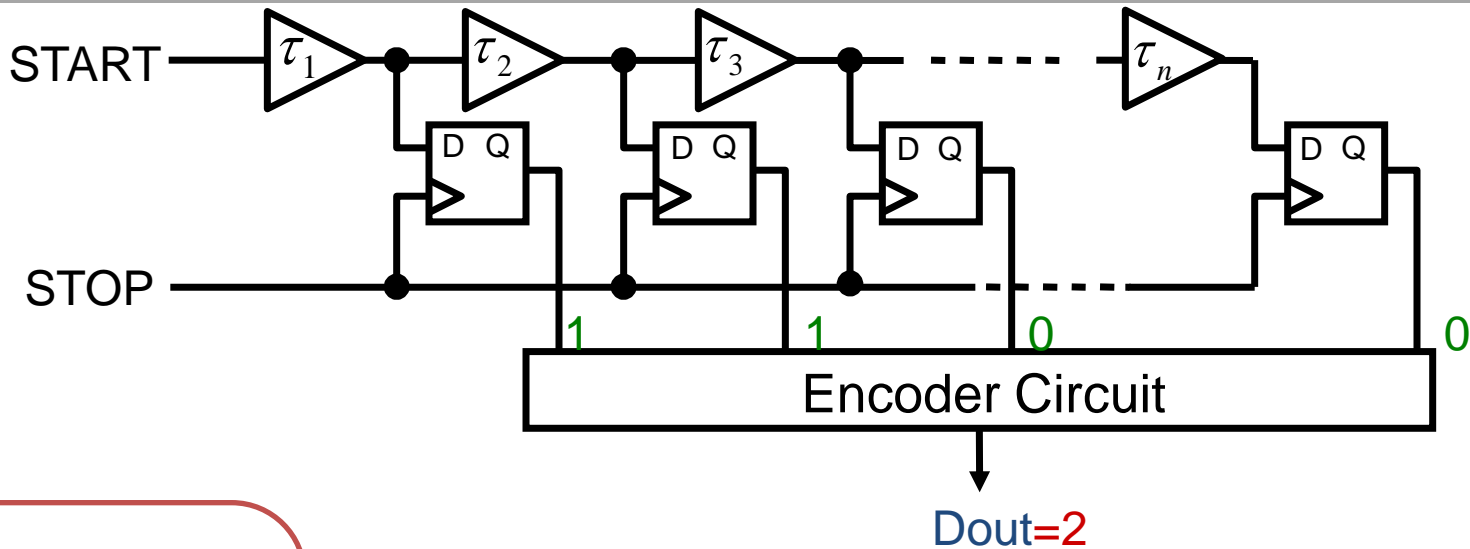 START τ1 τ2 τ3 τn
D Q D Q D Q D Q
STOP
1 1 0 0
Encoder Circuit
Dout=2